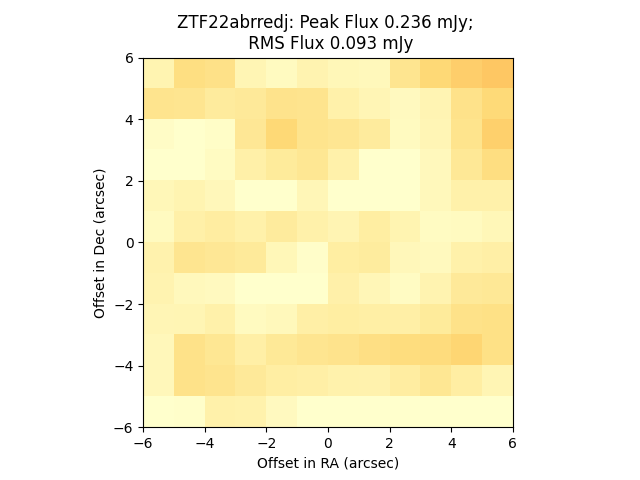 ZTF22abrredj: Peak Flux 0.236 mJy;
RMS Flux 0.093 mJy
6
4
2
0
−2
−4
−6
Offset in Dec (arcsec)
−6 −4 −2 0 2 4 6
Offset in RA (arcsec)